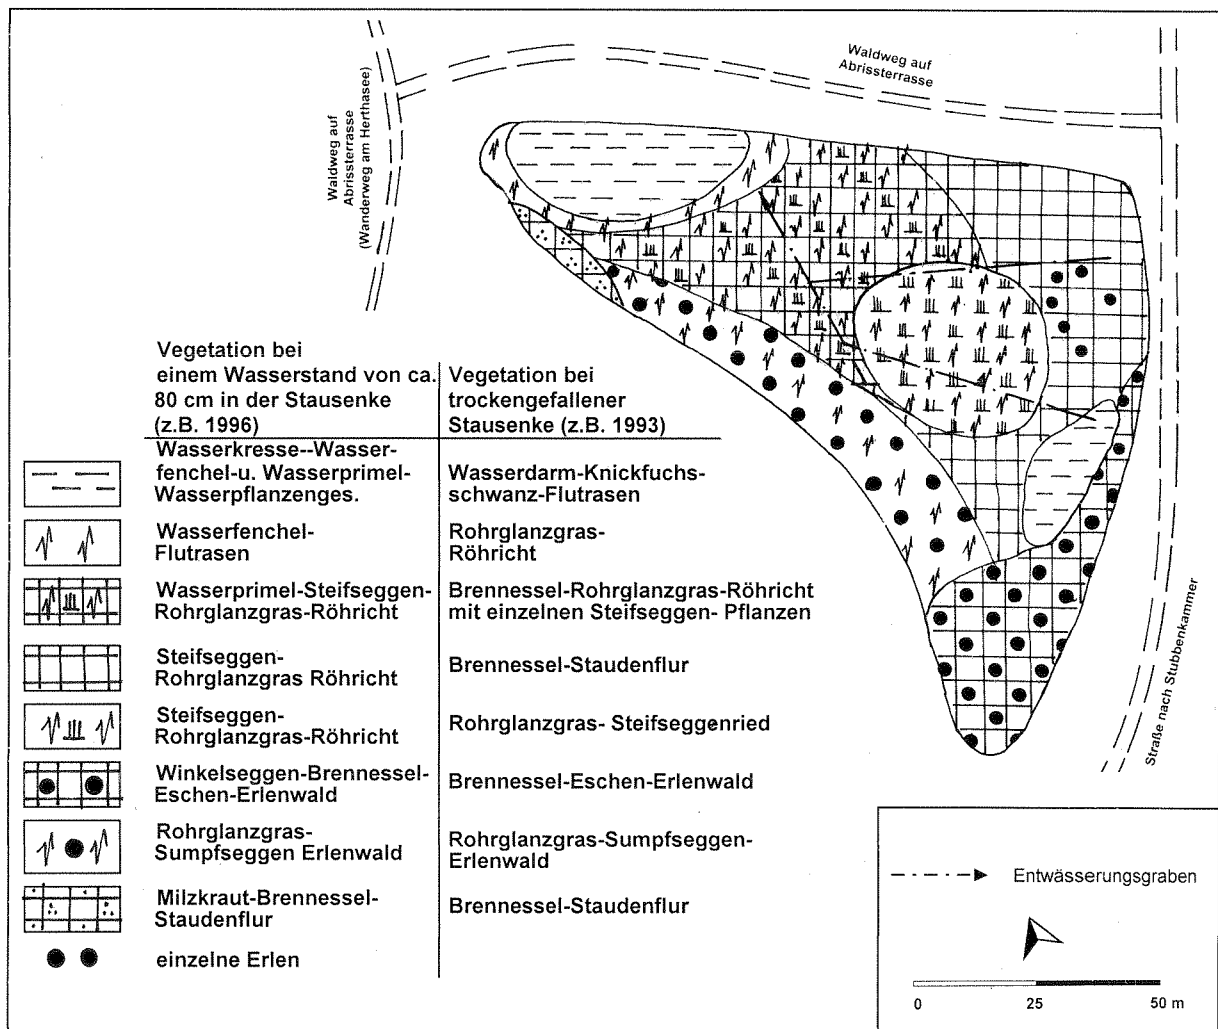 Waldweg auf
Abrissterrasse
Waldweg auf
Abrissterrasse
(Wanderweg am Herthasee)
Straße nach Stubbenkammer
Vegetation bei
einem Wasserstand von ca.
80 cm in der Stausenke
(z.B. 1996)
Vegetation bei
trockengefallener
Stausenke (z.B. 1993)
Wasserkresse--Wasser-
fenchel-u. Wasserprimel-
Wasserpflanzenges.
Wasserdarm-Knickfuchs-
schwanz-Flutrasen
Wasserfenchel-
Flutrasen
Rohrglanzgras-
Röhricht
Wasserprimel-Steifseggen-
Rohrglanzgras-Röhricht
Brennessel-Rohrglanzgras-Röhricht
mit einzelnen Steifseggen- Pflanzen
Steifseggen-
Rohrglanzgras Röhricht
Brennessel-Staudenflur
Steifseggen-
Rohrglanzgras-Röhricht
Rohrglanzgras- Steifseggenried
Winkelseggen-Brennessel-
Eschen-Erlenwald
Brennessel-Eschen-Erlenwald
Rohrglanzgras-
Sumpfseggen Erlenwald
Rohrglanzgras-Sumpfseggen-
Erlenwald
Milzkraut-Brennessel-
Staudenflur
Brennessel-Staudenflur
einzelne Erlen
Entwässerungsgraben
0 25 50 m